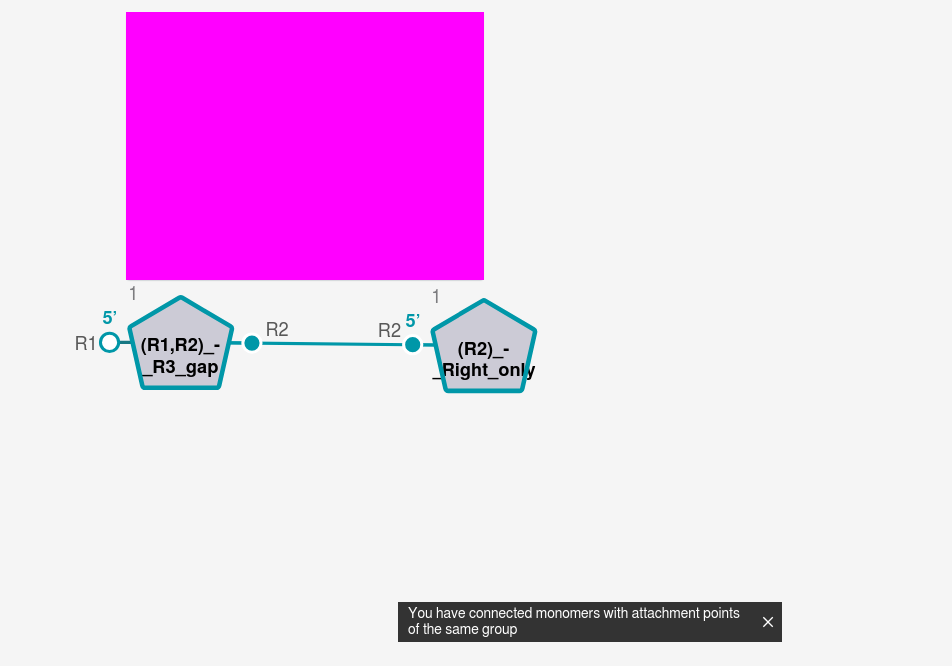 1
1
5’
5’
R1
R2
R2
(R1,R2)_-
_R3_gap
(R2)_-
_Right_only
You have connected monomers with attachment points
of the same group